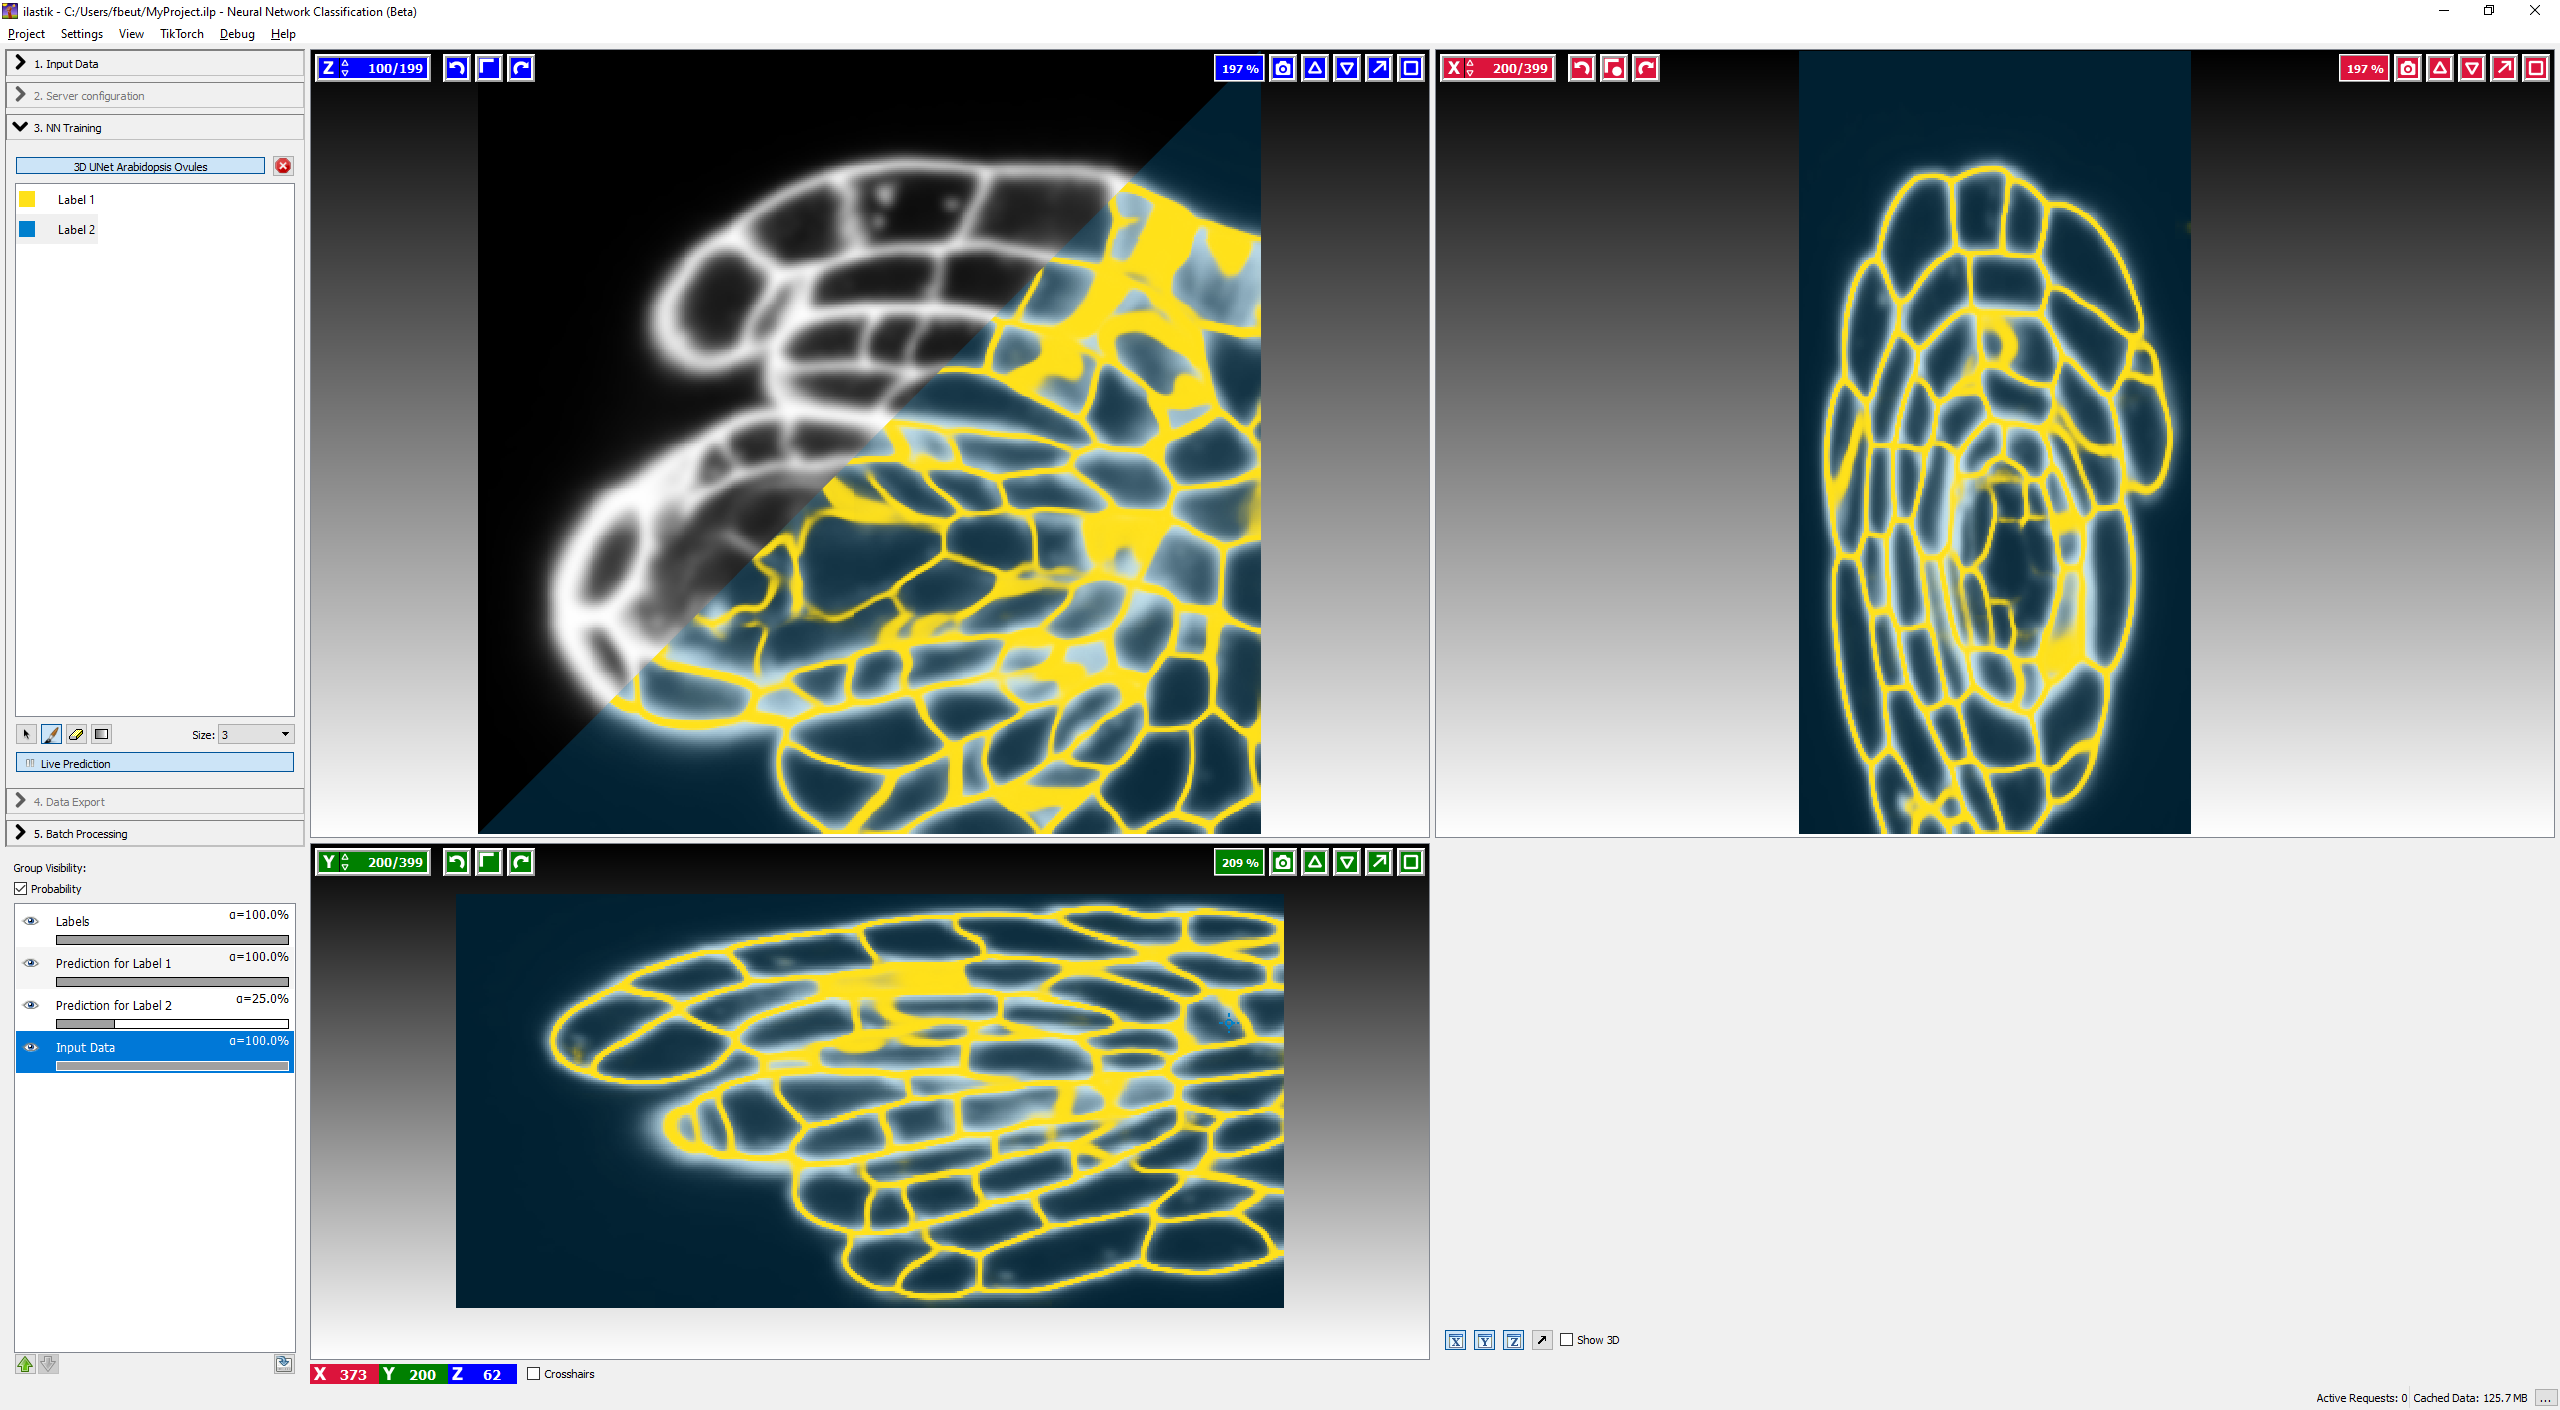 ilastik - C:/Users/fbeut/MyProject.ilp - Neural Network Classification (Beta)
Project Settings View TikTorch Debug Help
1. Input Data
2. Server configuration
3. NN Training
3D UNet Arabidopsis Ovules
Label 1
Label 2
Size: 3
Live Prediction
4. Data Export
5. Batch Processing
Group Visibility:
Probability
Labels α=100.0%
Prediction for Label 1 α=100.0%
Prediction for Label 2 α=25.0%
Input Data α=100.0%
Z 100/199
197 %
X 200/399
197 %
Y 200/399
209 %
X 373 Y 200 Z 62 Crosshairs
X Y Z Show 3D
Active Requests: 0 Cached Data: 125.7 MB ...